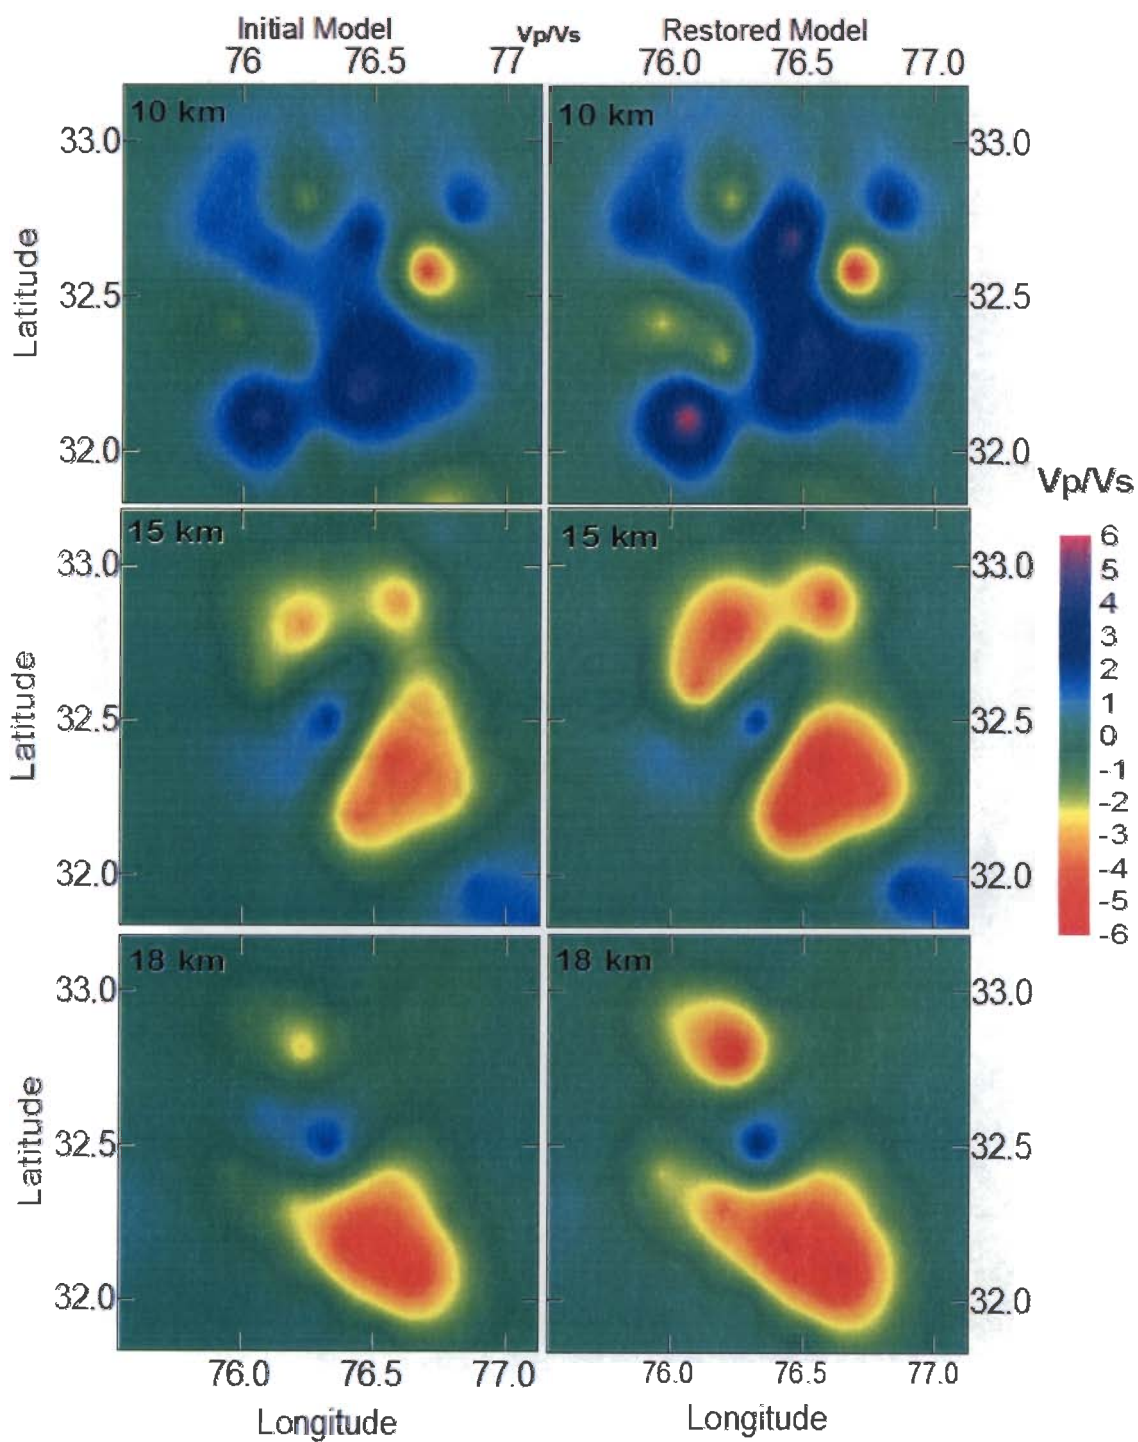 Initial Model Vp/Vs Restored Model
76 76.5 77 76.0 76.5 77.0
10 km 10 km
33.0 33.0
Latitude
32.5 32.5
32.0 32.0
Vp/Vs
15 km 15 km
33.0 33.0
6
5
4
3
2
1
0
-1
-2
-3
-4
-5
-6
Latitude
32.5 32.5
32.0 32.0
18 km 18 km
33.0 33.0
Latitude
32.5 32.5
32.0 32.0
76.0 76.5 77.0 76.0 76.5 77.0
Longitude Longitude